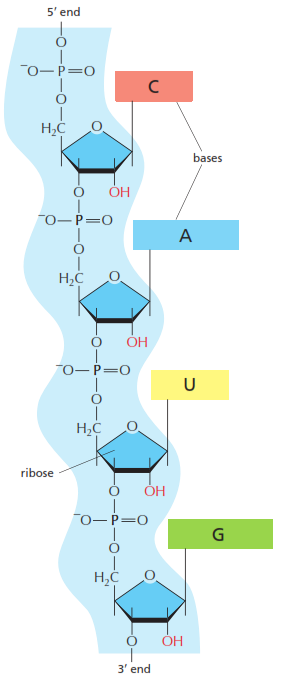 5′ end
O
⁻O—P=O
C
O
H₂C
O
bases
O
OH
⁻O—P=O
A
O
H₂C
O
O
OH
⁻O—P=O
U
O
H₂C
O
ribose
O
OH
⁻O—P=O
G
O
H₂C
O
O
OH
3′ end